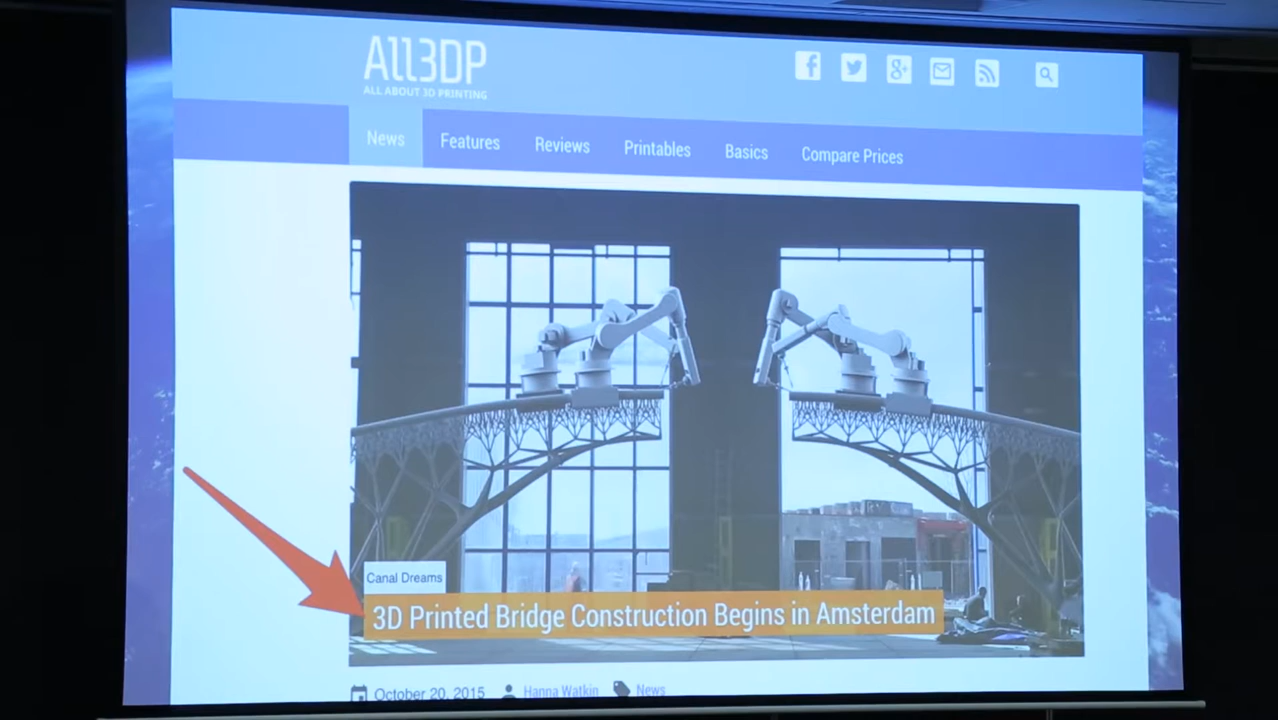 All3DP
ALL ABOUT 3D PRINTING
News
Features
Reviews
Printables
Basics
Compare Prices
Canal Dreams
3D Printed Bridge Construction Begins in Amsterdam
October 20, 2015 Hanna Watkin News